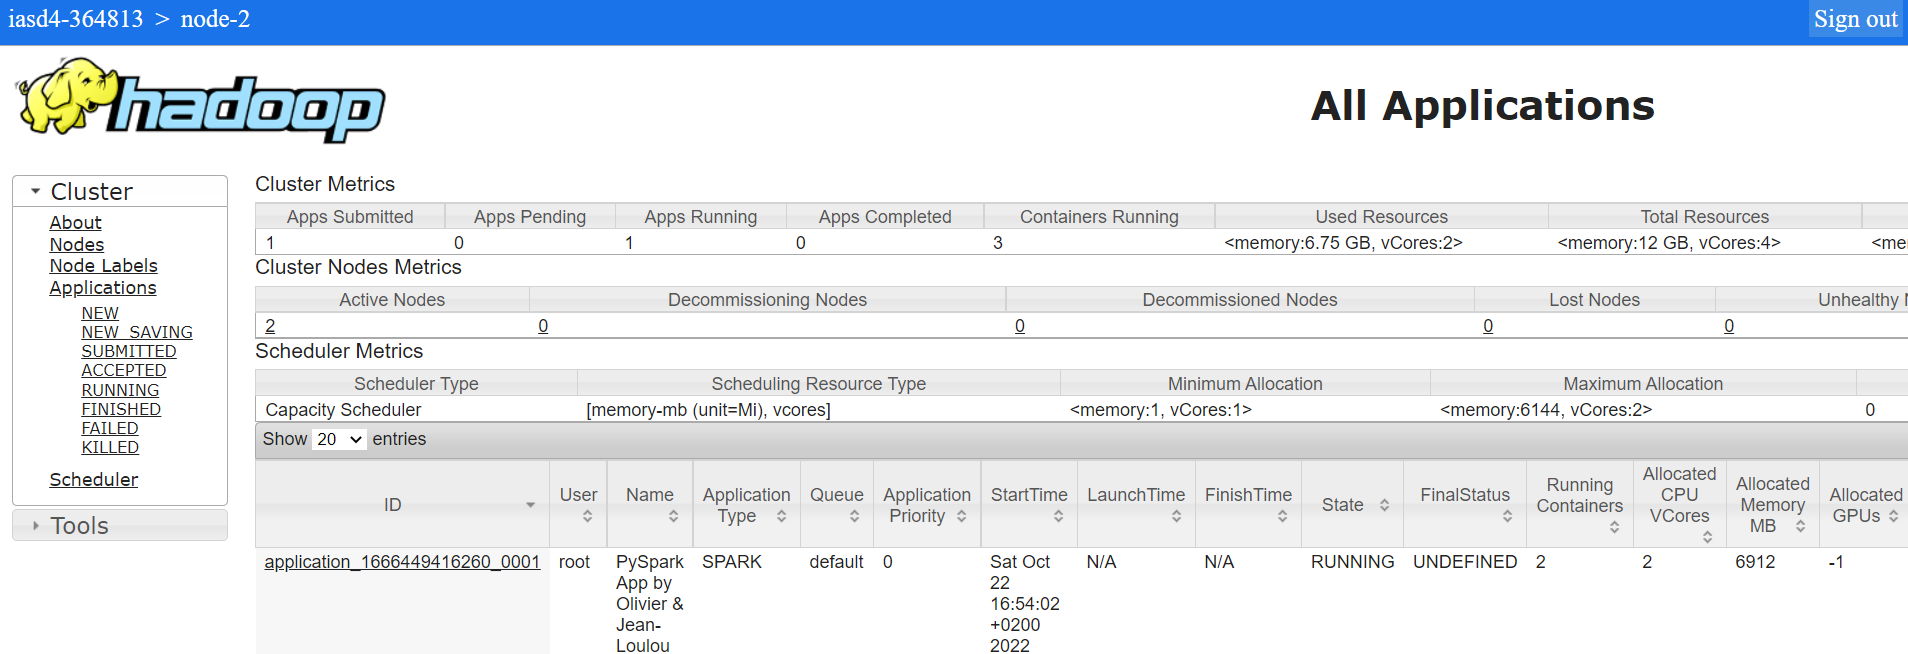 iasd4-364813 > node-2
Sign out
hadoop
All Applications
Cluster
About
Nodes
Node Labels
Applications
NEW
NEW_SAVING
SUBMITTED
ACCEPTED
RUNNING
FINISHED
FAILED
KILLED
Scheduler
Tools
Cluster Metrics
Apps Submitted Apps Pending Apps Running Apps Completed Containers Running Used Resources Total Resources
1 0 1 0 3 <memory:6.75 GB, vCores:2> <memory:12 GB, vCores:4> <me
Cluster Nodes Metrics
Active Nodes Decommissioning Nodes Decommissioned Nodes Lost Nodes Unhealthy
2 0 0 0 0
Scheduler Metrics
Scheduler Type Scheduling Resource Type Minimum Allocation Maximum Allocation
Capacity Scheduler [memory-mb (unit=Mi), vcores] <memory:1, vCores:1> <memory:6144, vCores:2> 0
Show 20 entries
ID User Name Application Type Queue Application Priority StartTime LaunchTime FinishTime State FinalStatus Running Containers Allocated CPU VCores Allocated Memory MB Allocated GPUs
application_1666449416260_0001 root PySpark App by Olivier & Jean-Loulou SPARK default 0 Sat Oct 22 16:54:02 +0200 2022 N/A N/A RUNNING UNDEFINED 2 2 6912 -1